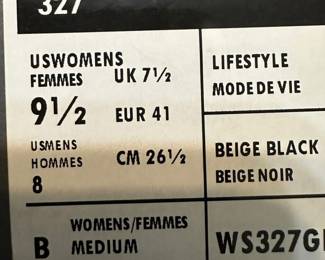 327
USWOMENS
FEMMES
9½
UK 7½
EUR 41
USMENS
HOMMES
8
CM 26½
LIFESTYLE
MODE DE VIE
BEIGE BLACK
BEIGE NOIR
B
WOMENS/FEMMES
MEDIUM